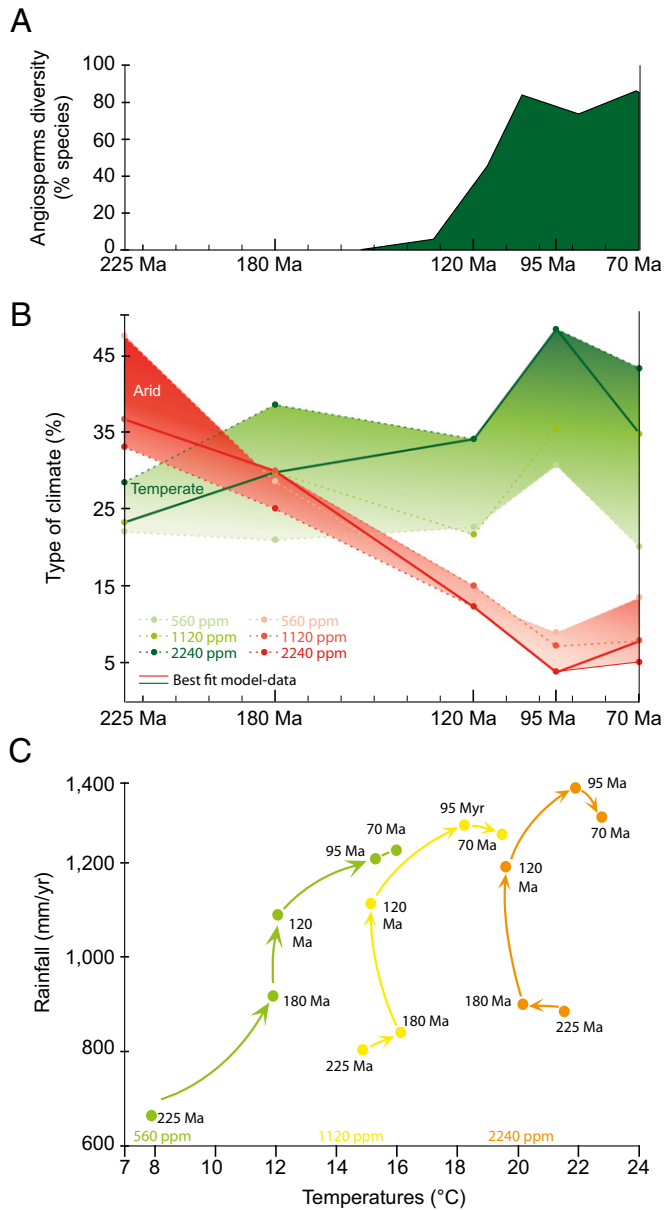 A
Angiosperms diversity
(% species)
100
80
60
40
20
0
225 Ma
180 Ma
120 Ma
95 Ma
70 Ma
B
Type of climate (%)
45
35
25
15
5
Arid
Temperate
560 ppm
560 ppm
1120 ppm
1120 ppm
2240 ppm
2240 ppm
Best fit model-data
225 Ma
180 Ma
120 Ma
95 Ma
70 Ma
C
Rainfall (mm/yr)
1,400
1,200
1,000
800
600
95 Ma
70 Ma
120
Ma
180 Ma
225 Ma
560 ppm
95 Myr
70 Ma
120
Ma
180 Ma
225 Ma
1120 ppm
95 Ma
70 Ma
120
Ma
180 Ma
225 Ma
2240 ppm
7
8
10
12
14
16
18
20
22
24
Temperatures (°C)